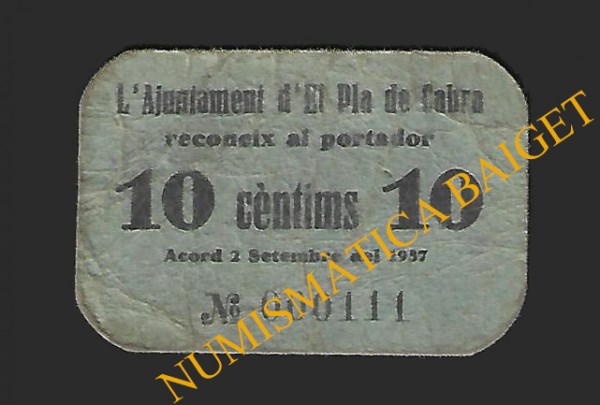 L'Ajuntament d'El Pla de Cabra
reconeix al portador
10 cèntims 10
Acord 2 Setembre del 1937
№ 000111
NUMISMATICA BAIGET